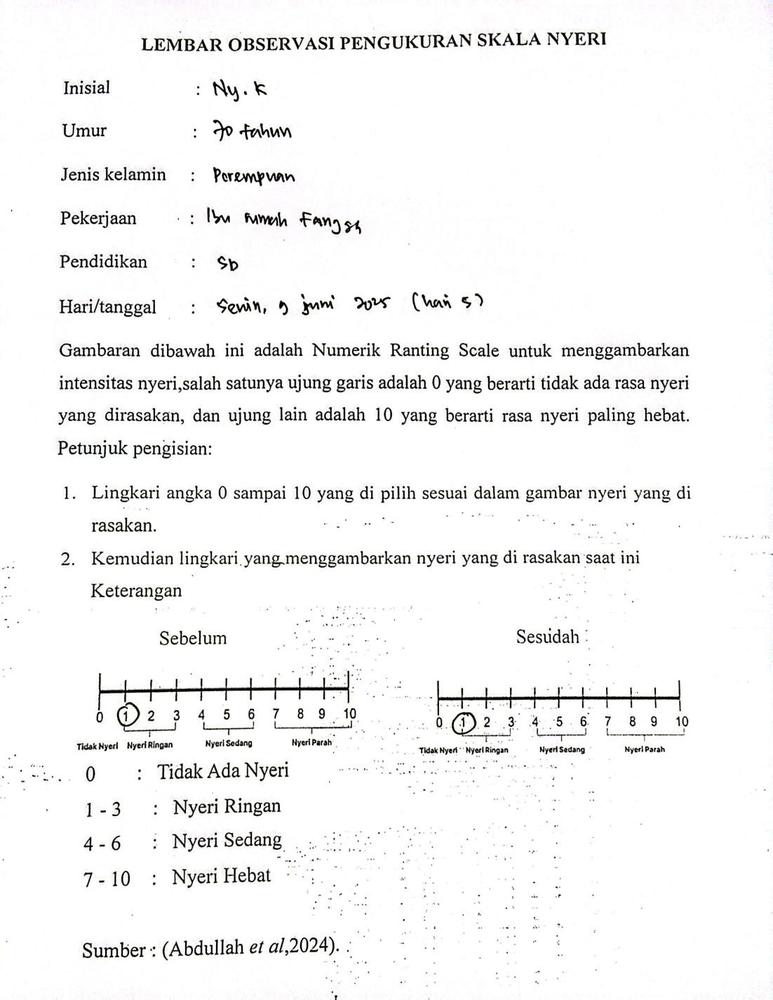 LEMBAR OBSERVASI PENGUKURAN SKALA NYERI
Inisial : Ny. K
Umur : 70 tahun
Jenis kelamin : Perempuan
Pekerjaan : Ibu rumah tangga
Pendidikan : SD
Hari/tanggal : Senin, 9 juni 2025 (hari 5)
Gambaran dibawah ini adalah Numerik Ranting Scale untuk menggambarkan
intensitas nyeri,salah satunya ujung garis adalah 0 yang berarti tidak ada rasa nyeri
yang dirasakan, dan ujung lain adalah 10 yang berarti rasa nyeri paling hebat.
Petunjuk pengisian:
1. Lingkari angka 0 sampai 10 yang di pilih sesuai dalam gambar nyeri yang di
rasakan.
2. Kemudian lingkari yang menggambarkan nyeri yang di rasakan saat ini
Keterangan
Sebelum
0 1 2 3 4 5 6 7 8 9 10
Tidak Nyeri Nyeri Ringan Nyeri Sedang Nyeri Parah
Sesudah
0 1 2 3 4 5 6 7 8 9 10
Tidak Nyeri Nyeri Ringan Nyeri Sedang Nyeri Parah
0 : Tidak Ada Nyeri
1 - 3 : Nyeri Ringan
4 - 6 : Nyeri Sedang
7 - 10 : Nyeri Hebat
Sumber : (Abdullah et al,2024).